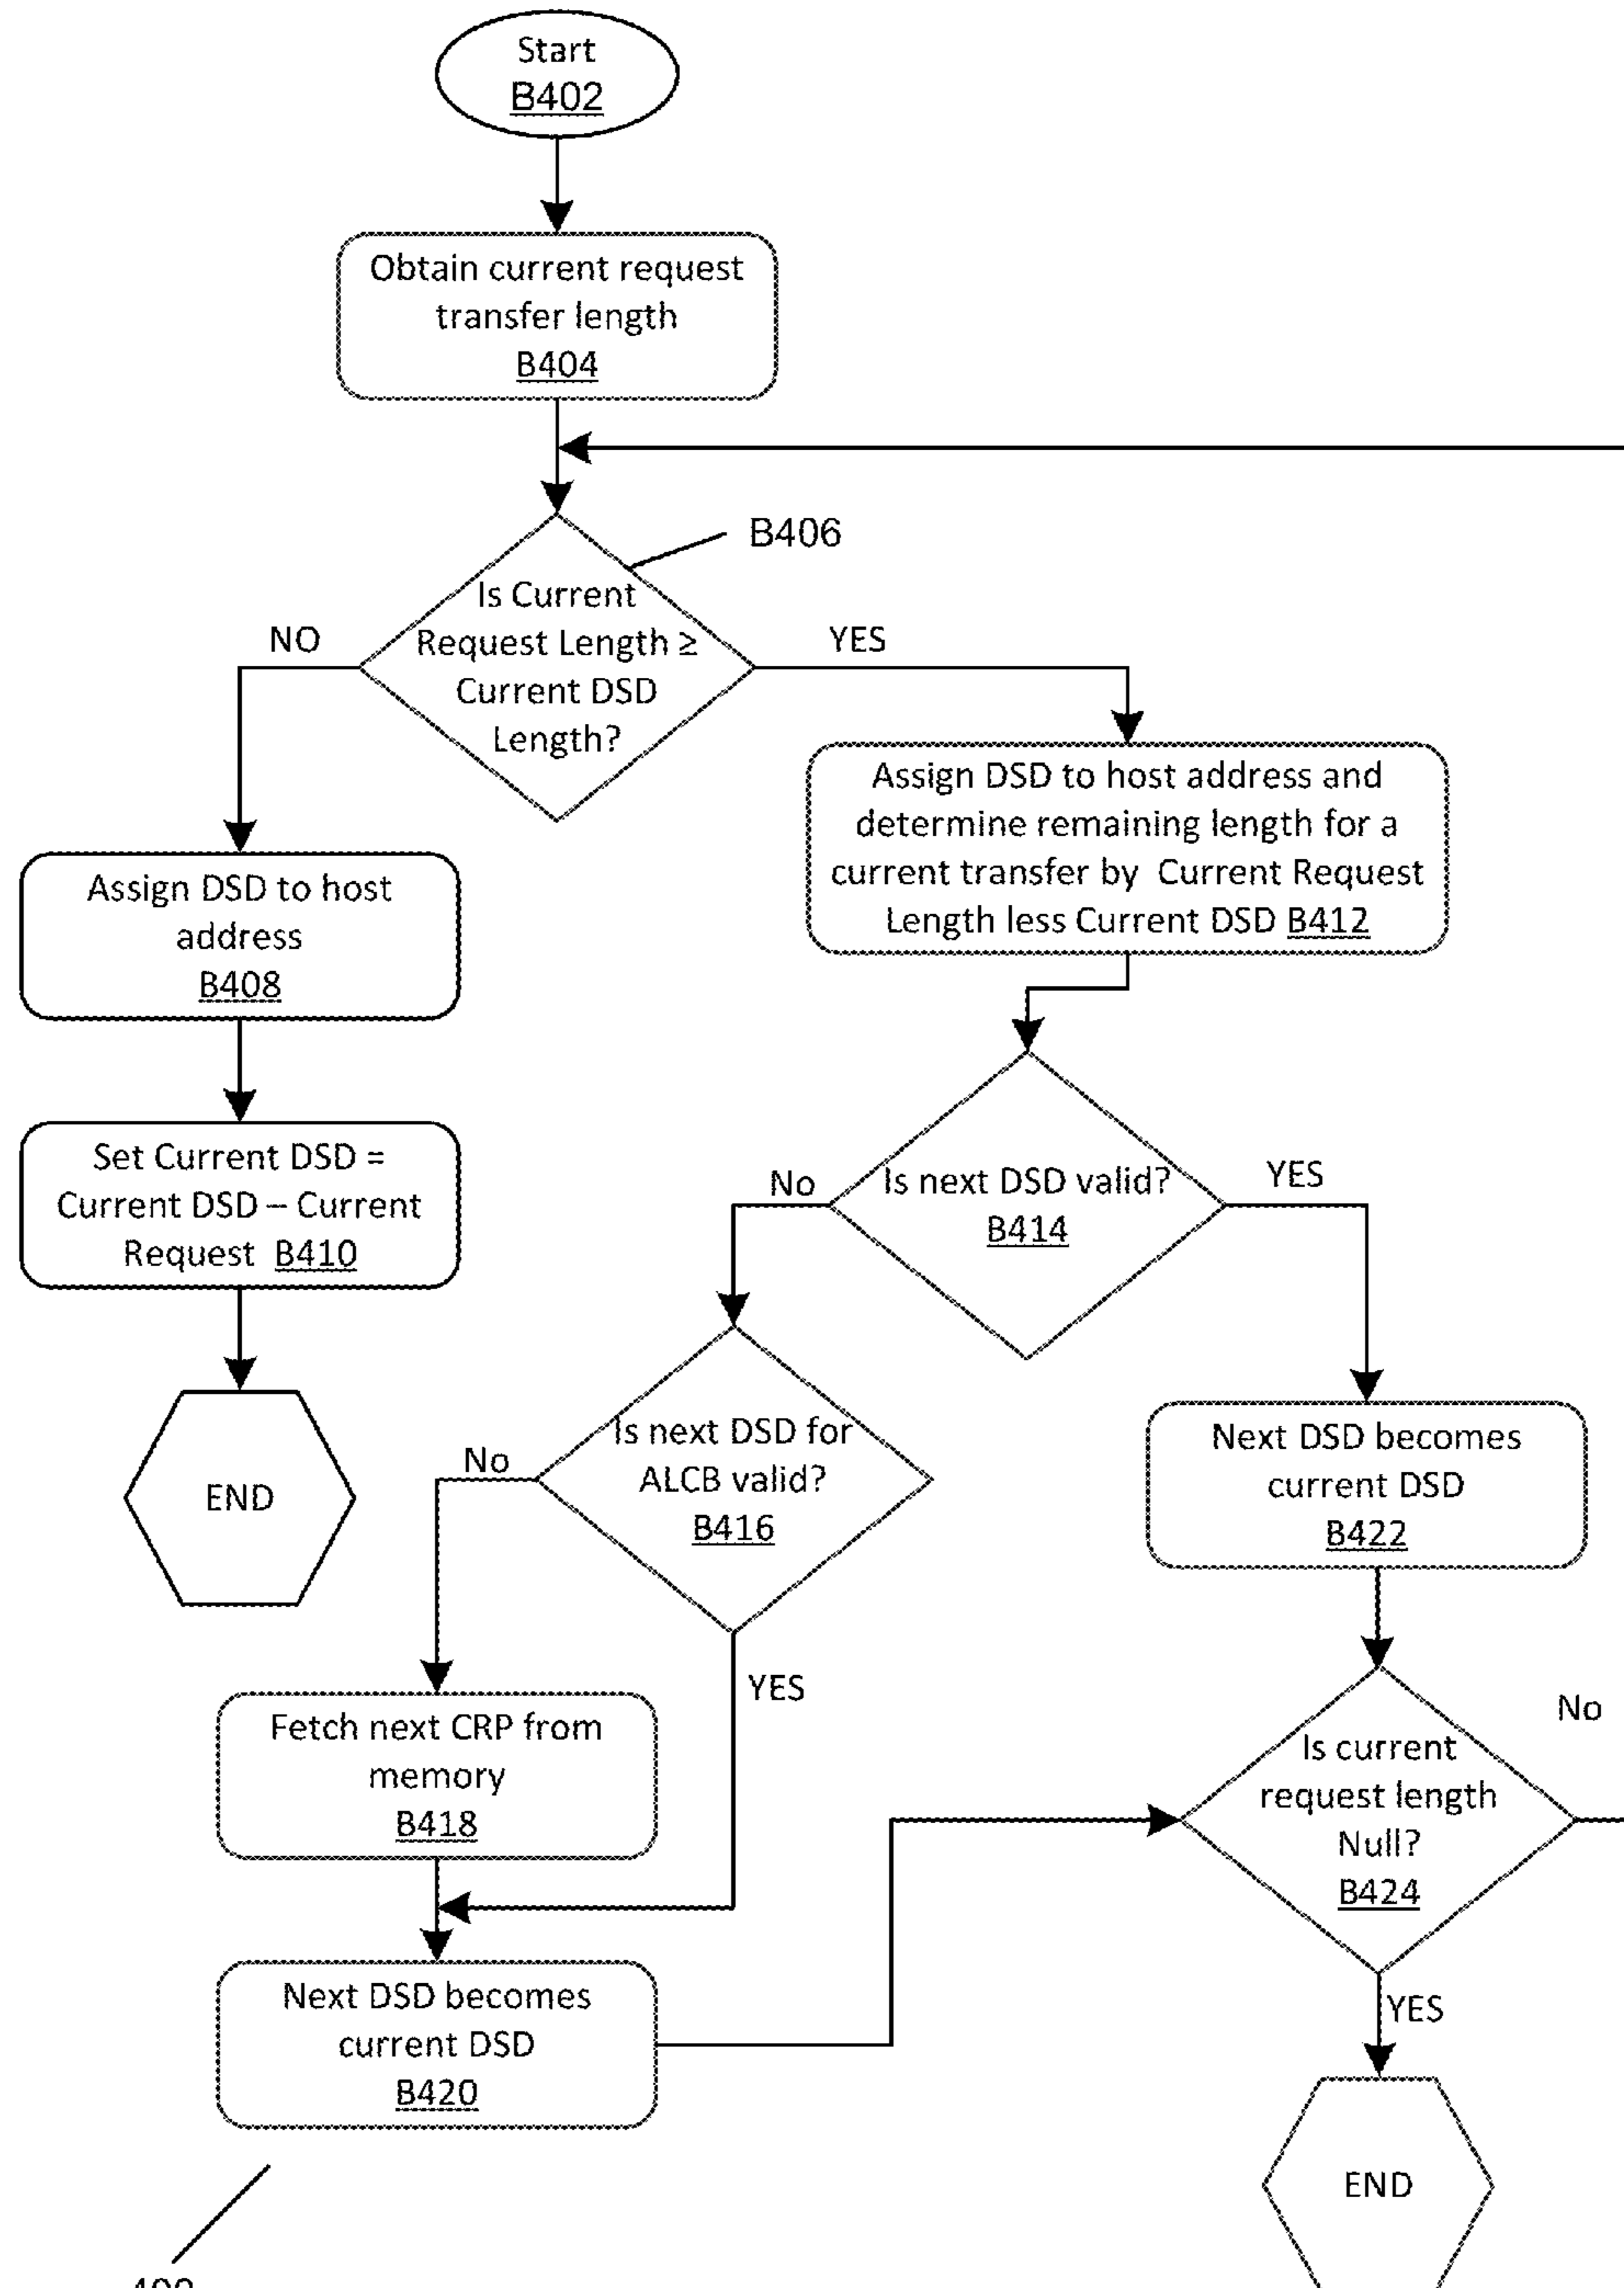 Start
B402
Obtain current request
transfer length
B404
B406
Is Current
Request Length ≥
Current DSD
Length?
NO
YES
Assign DSD to host address and
determine remaining length for a
current transfer by Current Request
Length less Current DSD B412
Assign DSD to host
address
B408
Set Current DSD =
Current DSD – Current
Request B410
END
Is next DSD valid?
B414
No
YES
Is next DSD for
ALCB valid?
B416
No
YES
Next DSD becomes
current DSD
B422
Fetch next CRP from
memory
B418
Is current
request length
Null?
B424
No
YES
Next DSD becomes
current DSD
B420
END